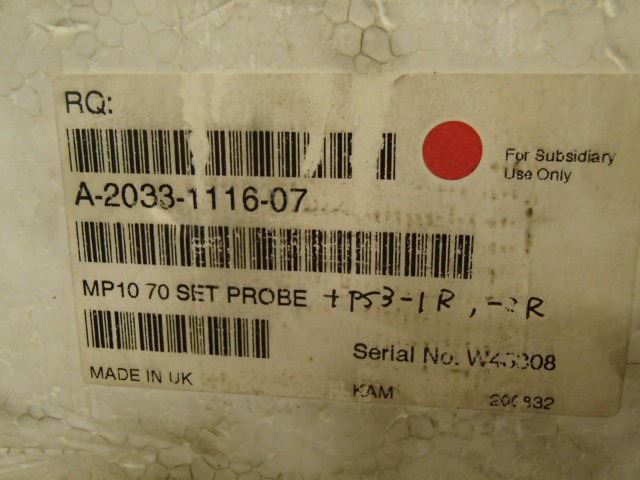 RQ:
For Subsidiary
Use Only
A-2033-1116-07
MP10 70 SET PROBE + PS3-1R,
Serial No.
MADE IN UK
KAM